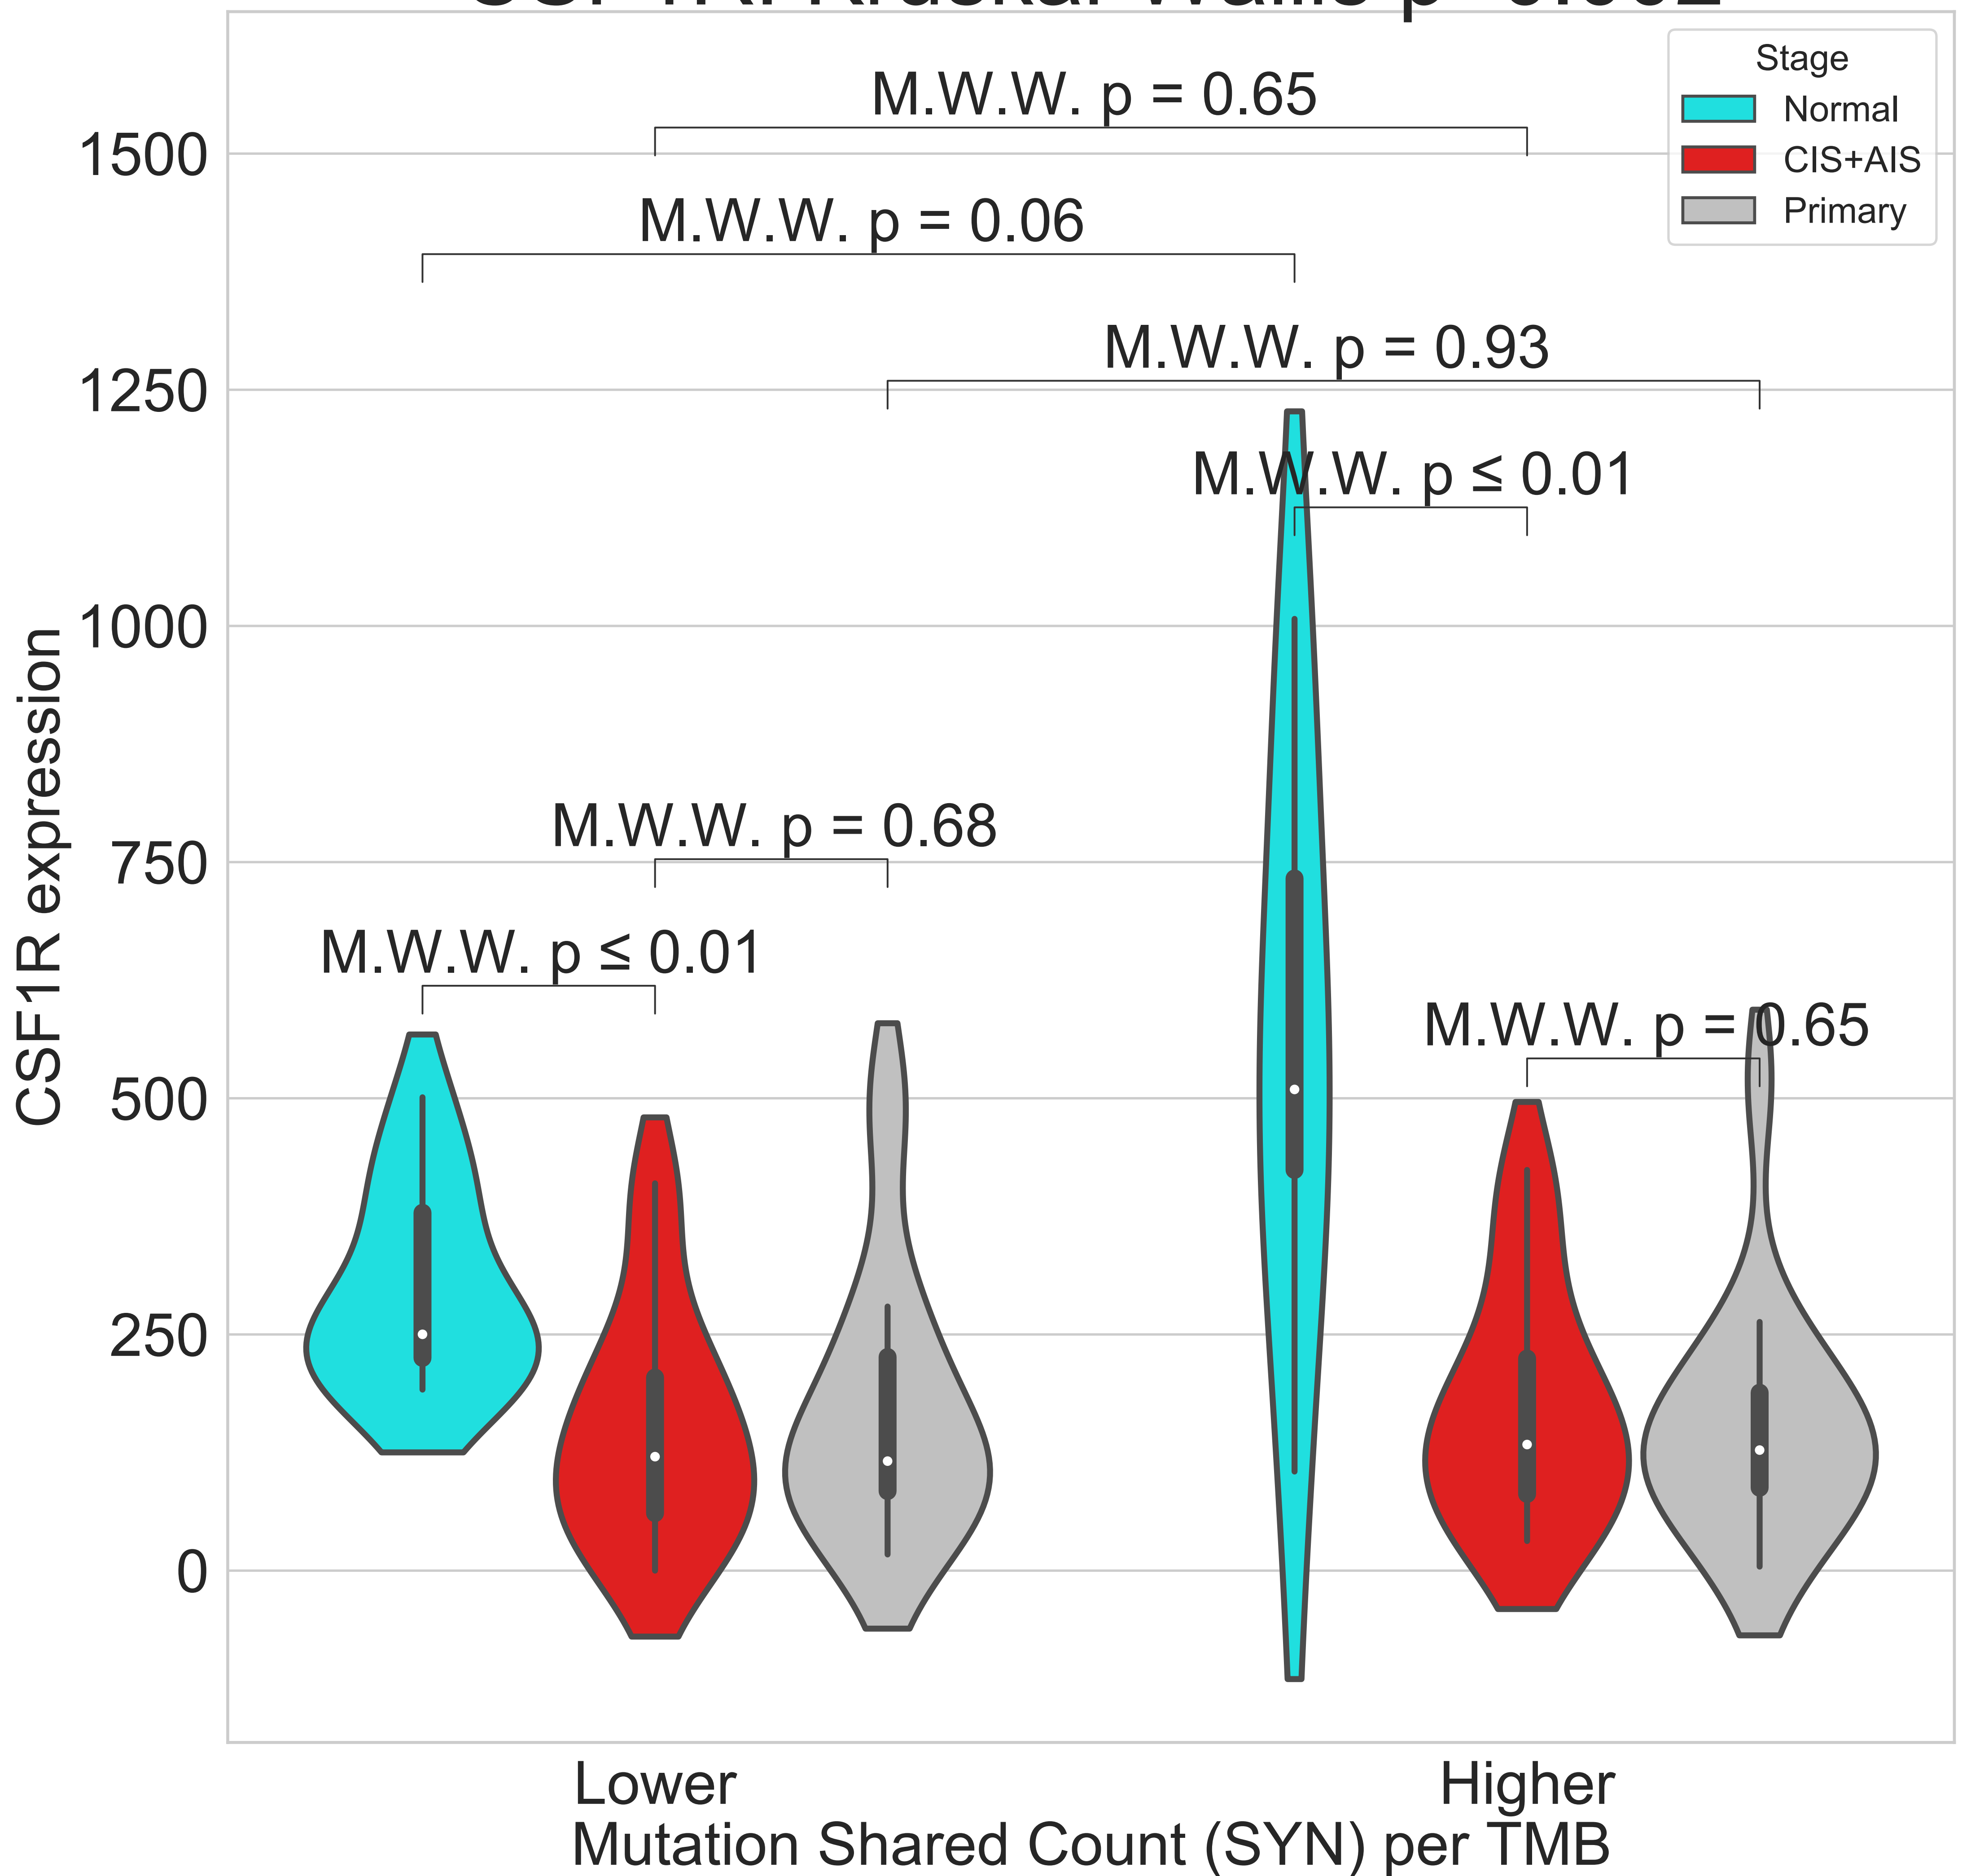 Stage
Normal
CIS+AIS
Primary
M.W.W. p = 0.65
M.W.W. p = 0.06
M.W.W. p = 0.93
M.W.W. p ≤ 0.01
M.W.W. p = 0.68
M.W.W. p ≤ 0.01
M.W.W. p = 0.65
1500
1250
1000
750
500
250
0
CSF1R expression
Lower
Higher
Mutation Shared Count (SYN) per TMB